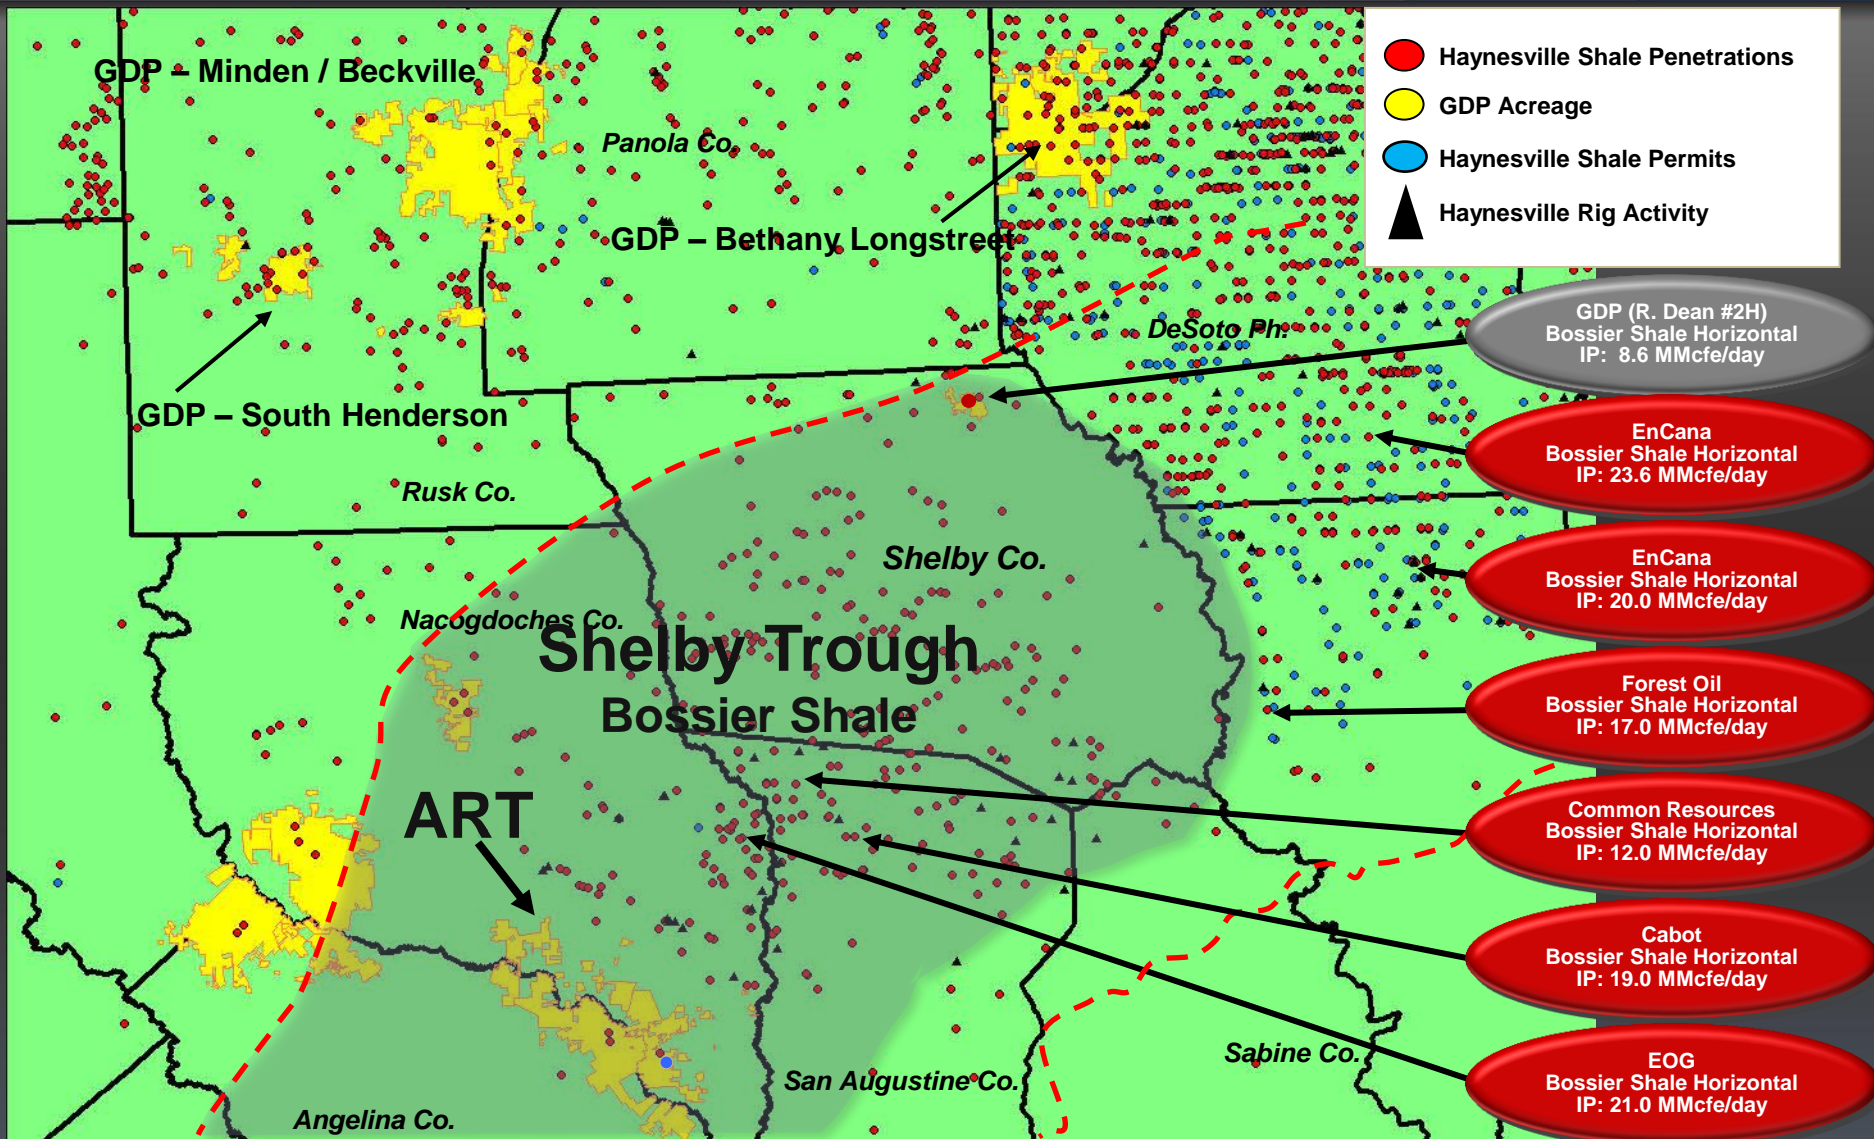 Haynesville Shale Penetrations
GDP Acreage
Haynesville Shale Permits
Haynesville Rig Activity
GDP – Minden / Beckville
Panola Co.
GDP – Bethany Longstreet
DeSoto Ph.
GDP – South Henderson
Rusk Co.
Shelby Co.
Nacogdoches Co.
Shelby Trough
Bossier Shale
ART
Sabine Co.
San Augustine Co.
Angelina Co.
GDP (R. Dean #2H)
Bossier Shale Horizontal
IP:  8.6 MMcfe/day
EnCana
Bossier Shale Horizontal
IP: 23.6 MMcfe/day
EnCana
Bossier Shale Horizontal
IP: 20.0 MMcfe/day
Forest Oil
Bossier Shale Horizontal
IP: 17.0 MMcfe/day
Common Resources
Bossier Shale Horizontal
IP: 12.0 MMcfe/day
Cabot
Bossier Shale Horizontal
IP: 19.0 MMcfe/day
EOG
Bossier Shale Horizontal
IP: 21.0 MMcfe/day